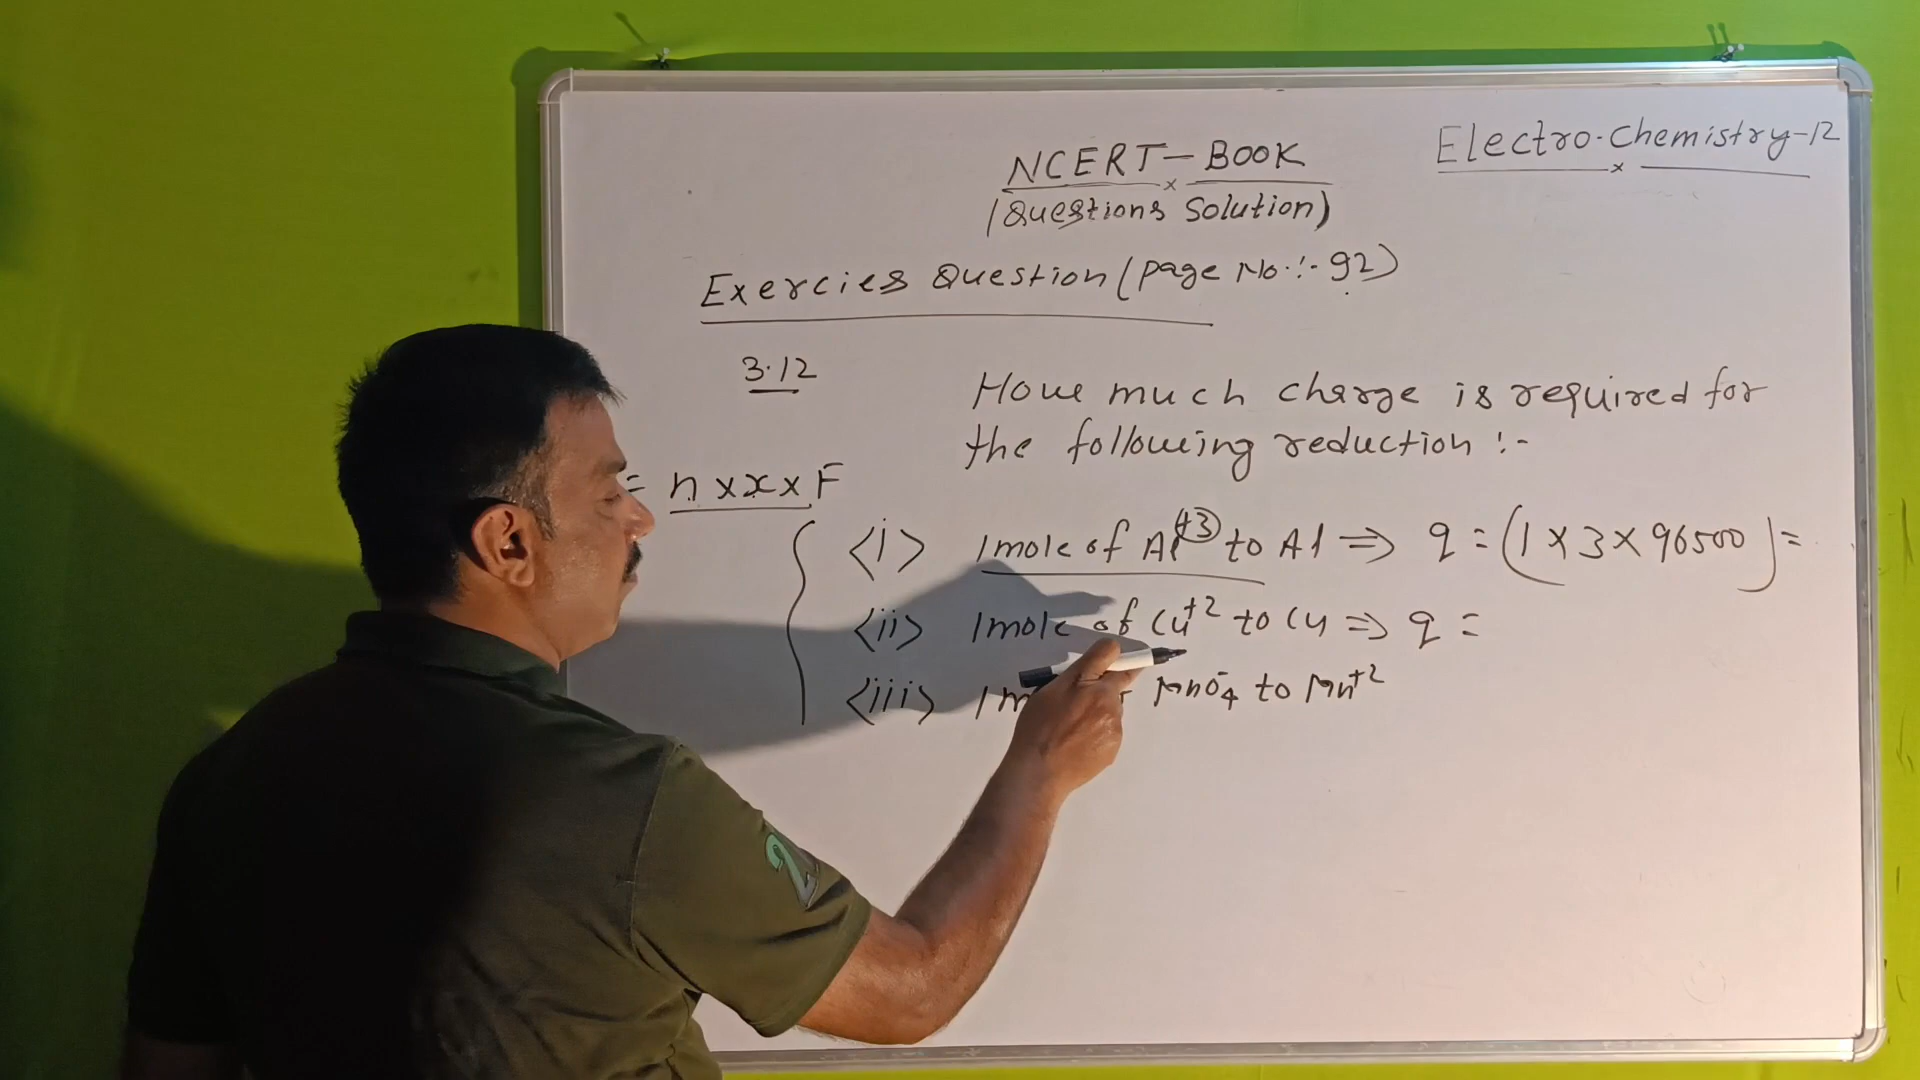 Electro-Chemistry-12
NCERT-BOOK
(Questions Solution)
Exercies Question (page No.:- 92)
3.12
How much charge is required for
the following reduction :-
= n x x x F
<i> 1 mole of Al+3 to Al ⇒ q = (1 x 3 x 96500) =
<ii> 1 mole of Cu+2 to Cu ⇒ q =
<iii> MnO4- to Mn+2
2